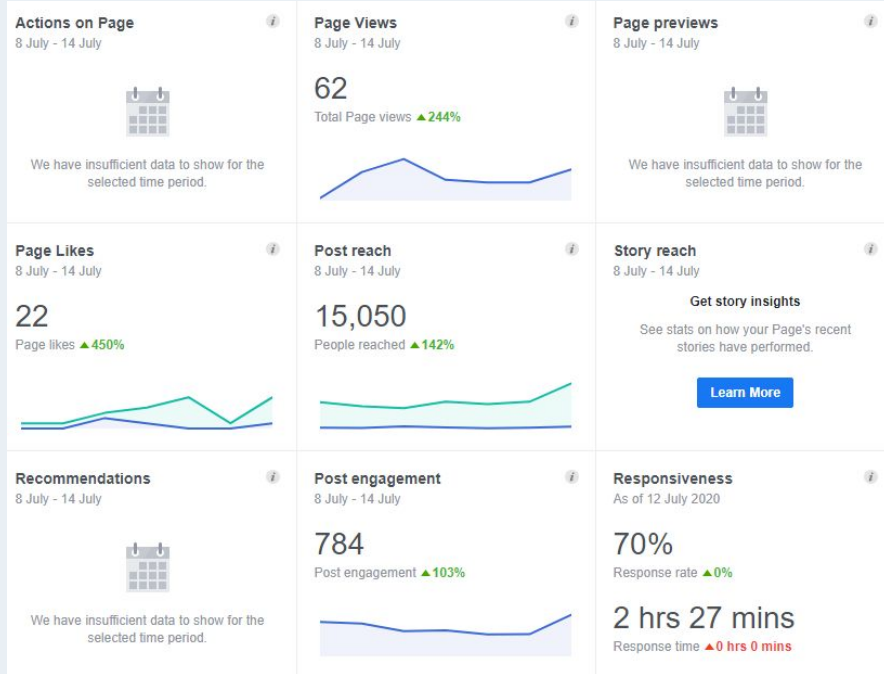 Actions on Page
8 July - 14 July
We have insufficient data to show for the
selected time period.
Page Views
8 July - 14 July
62
Total Page views ▲244%
Page previews
8 July - 14 July
We have insufficient data to show for the
selected time period.
Page Likes
8 July - 14 July
22
Page likes ▲450%
Post reach
8 July - 14 July
15,050
People reached ▲142%
Story reach
8 July - 14 July
Get story insights
See stats on how your Page's recent
stories have performed.
Learn More
Recommendations
8 July - 14 July
We have insufficient data to show for the
selected time period.
Post engagement
8 July - 14 July
784
Post engagement ▲103%
Responsiveness
As of 12 July 2020
70%
Response rate ▲0%
2 hrs 27 mins
Response time ▲0 hrs 0 mins